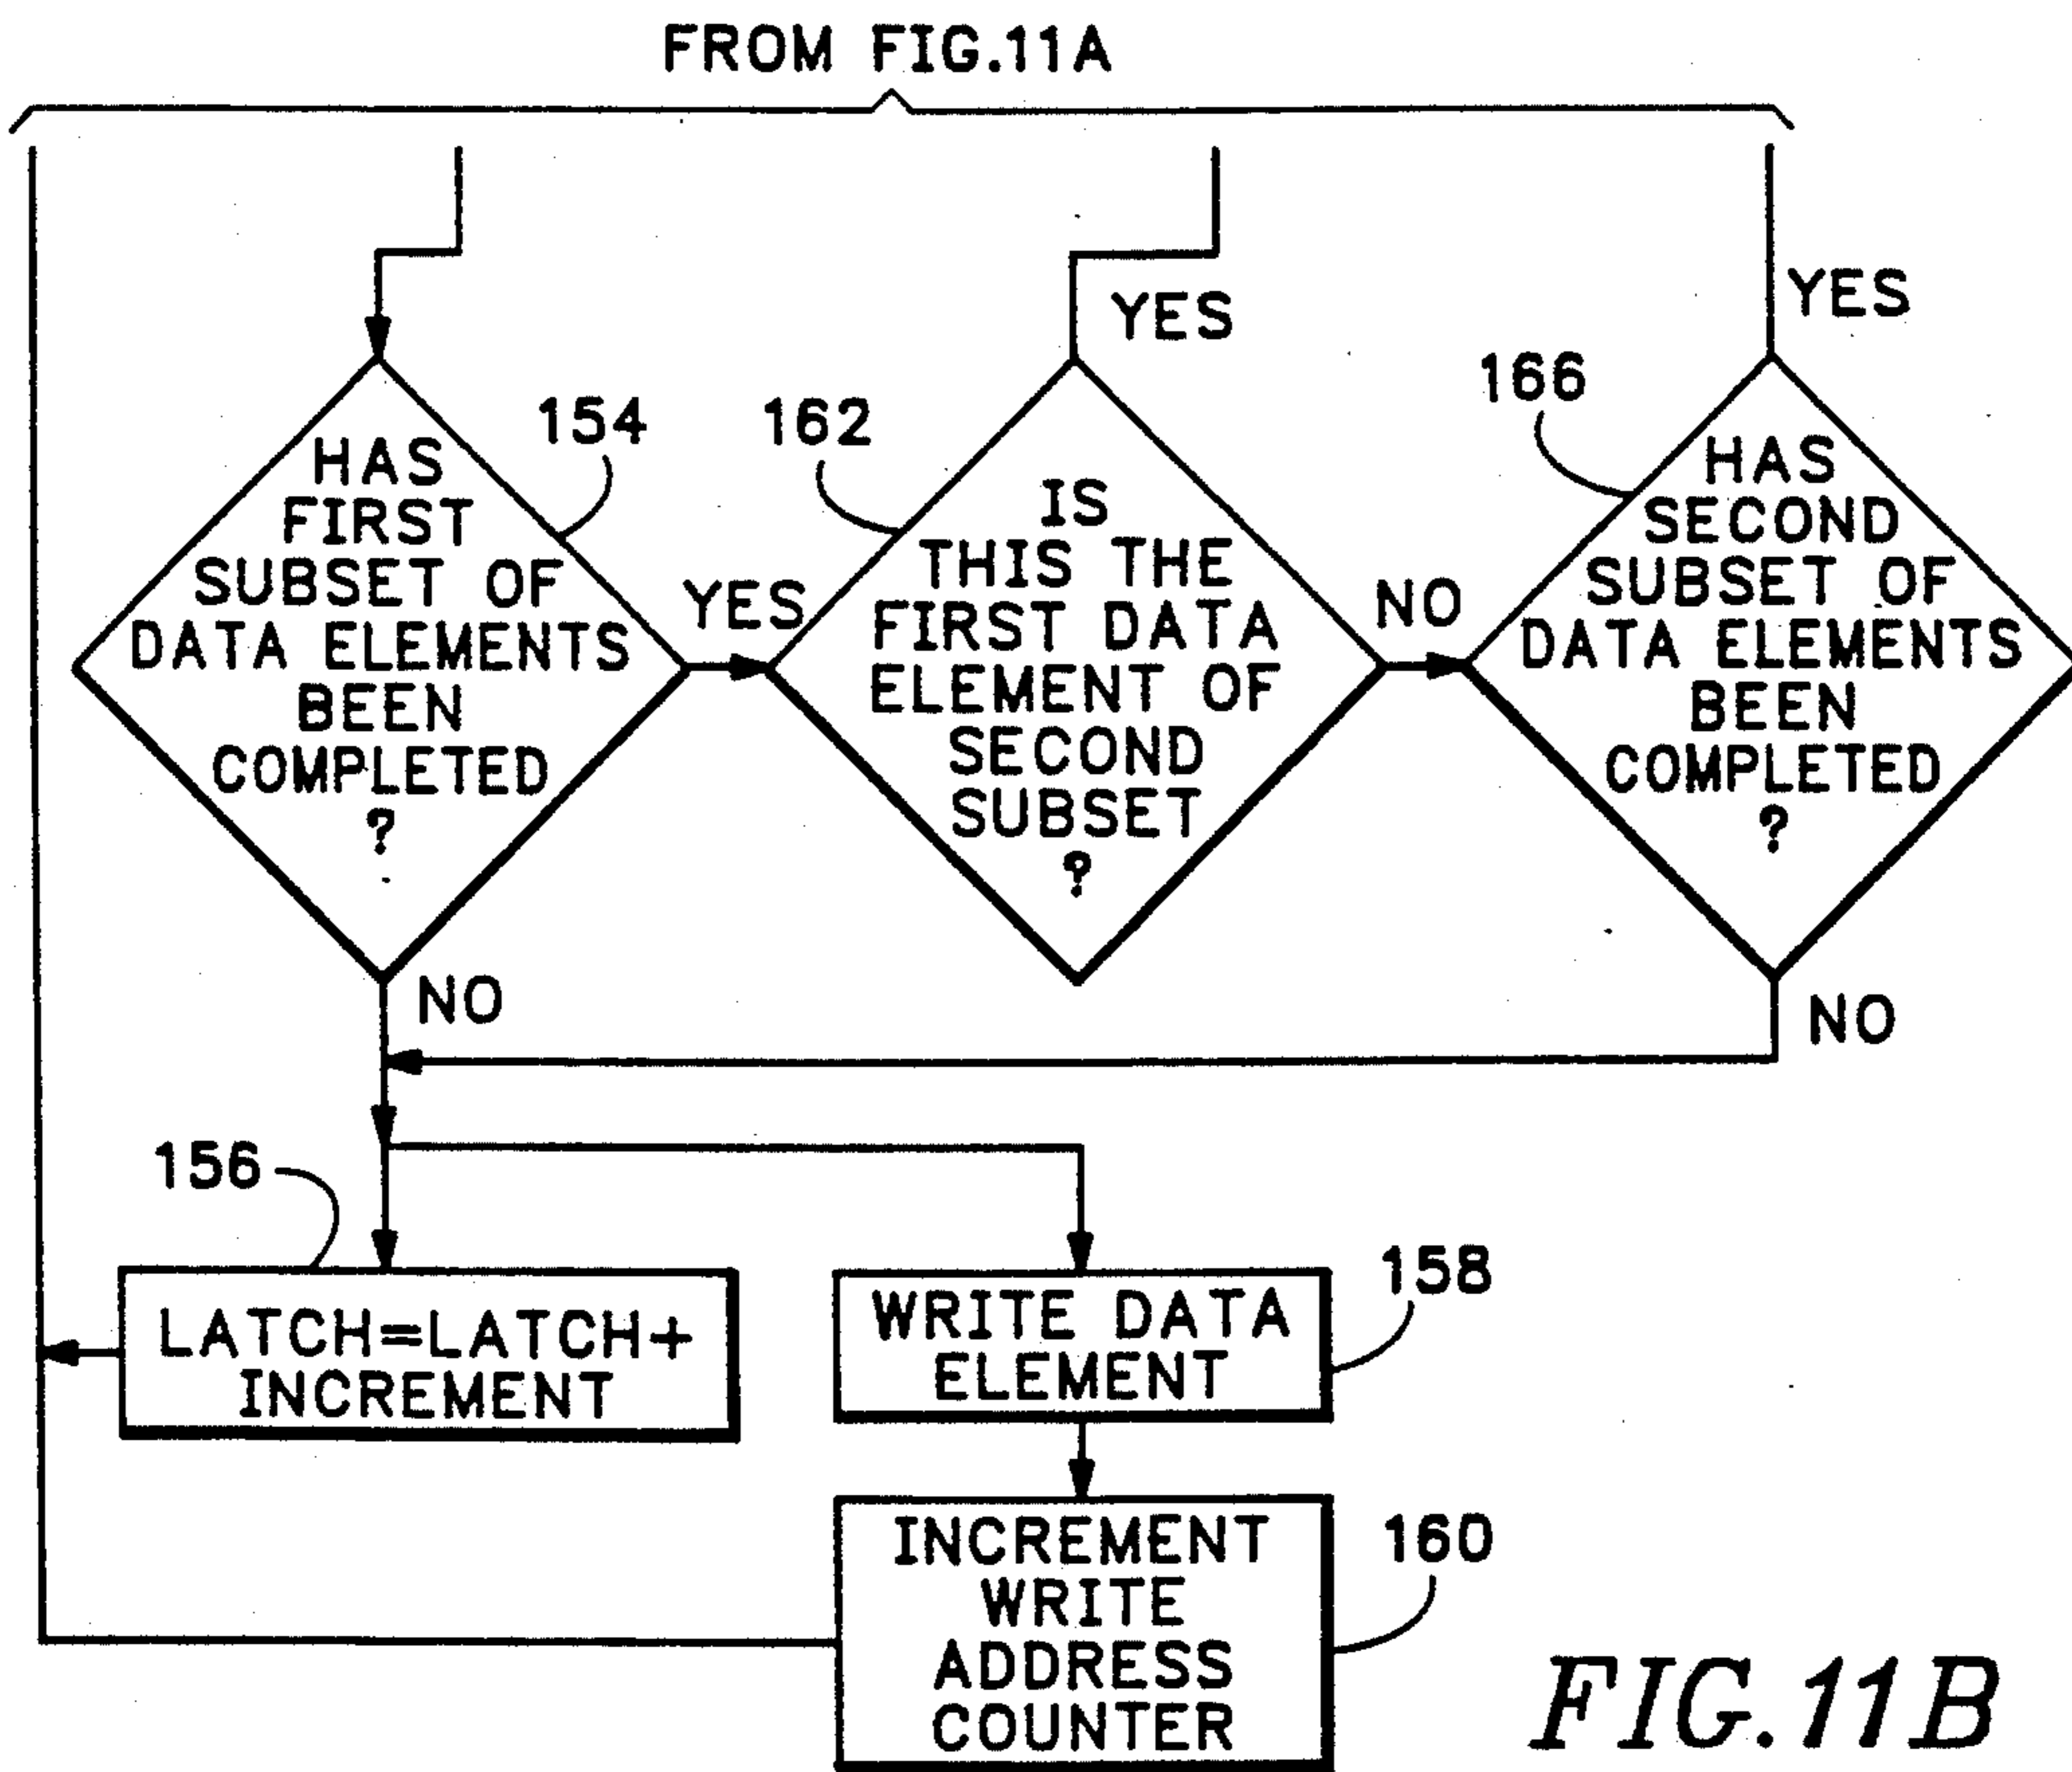 FROM FIG.11A
YES
YES
154
162
166
HAS
FIRST
SUBSET OF
DATA ELEMENTS
BEEN
COMPLETED
?
YES
IS
THIS THE
FIRST DATA
ELEMENT OF
SECOND
SUBSET
?
NO
HAS
SECOND
SUBSET OF
DATA ELEMENTS
BEEN
COMPLETED
?
NO
NO
156
LATCH=LATCH+
INCREMENT
WRITE DATA
ELEMENT
158
INCREMENT
WRITE
ADDRESS
COUNTER
160
FIG.11B